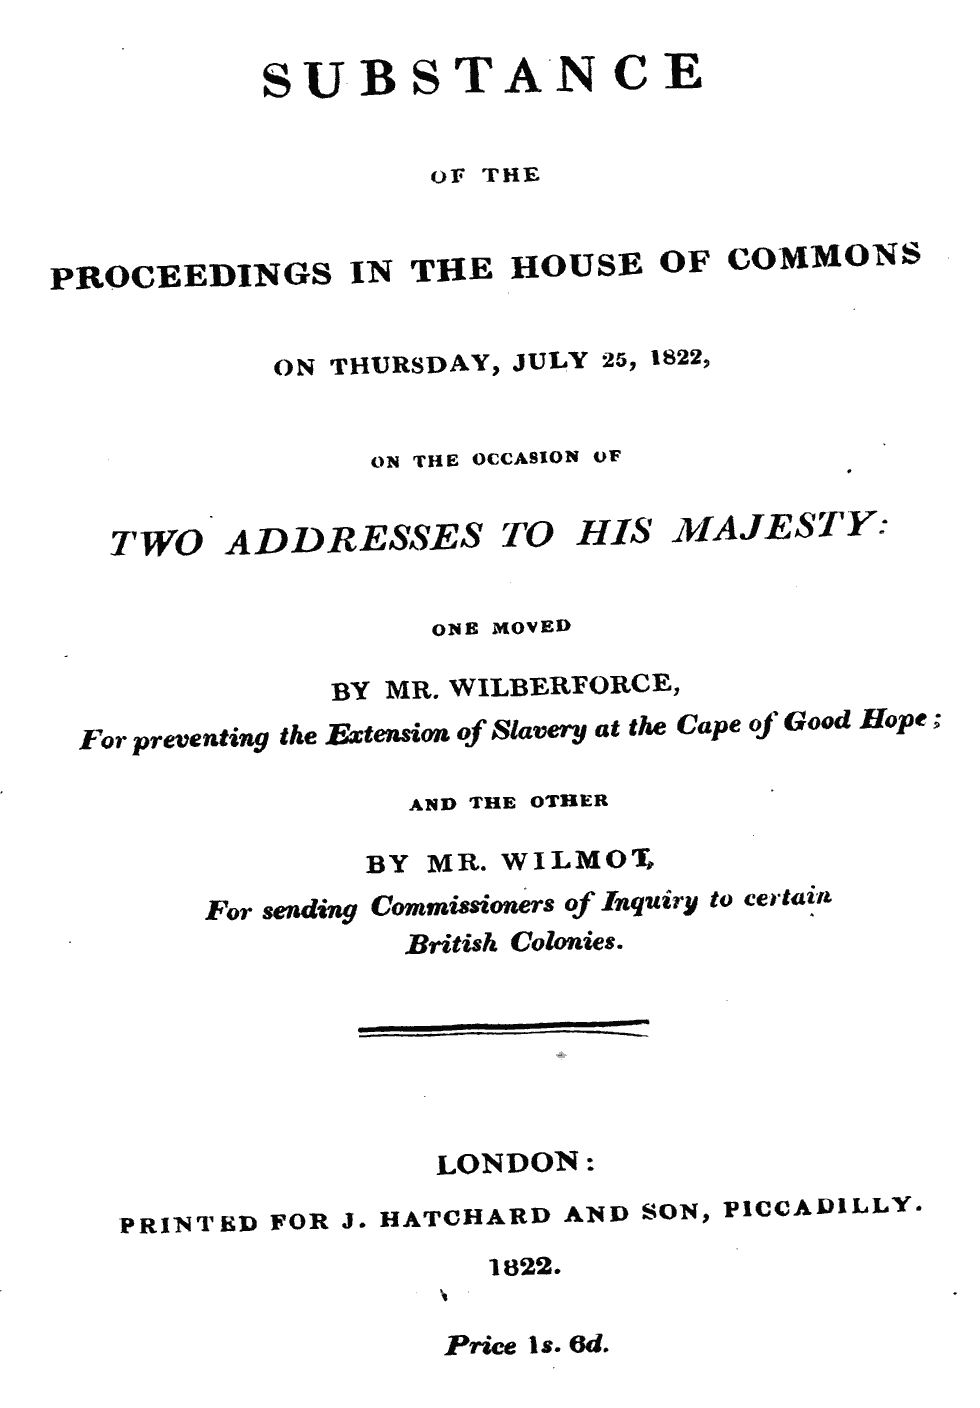 SUBSTANCE
OF THE
PROCEEDINGS IN THE HOUSE OF COMMONS
ON THURSDAY, JULY 25, 1822,
ON THE OCCASION OF
TWO ADDRESSES TO HIS MAJESTY:
ONE MOVED
BY MR. WILBERFORCE,
For preventing the Extension of Slavery at the Cape of Good Hope;
AND THE OTHER
BY MR. WILMOT,
For sending Commissioners of Inquiry to certain
British Colonies.
LONDON:
PRINTED FOR J. HATCHARD AND SON, PICCADILLY.
1822.
Price 1s. 6d.